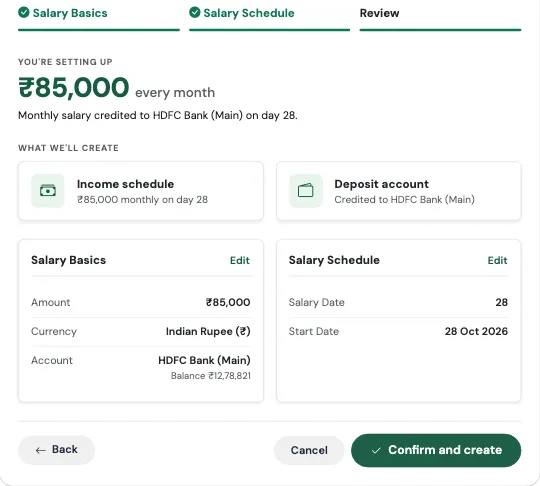 Salary Basics
Salary Schedule
Review
YOU'RE SETTING UP
₹85,000 every month
Monthly salary credited to HDFC Bank (Main) on day 28.
WHAT WE'LL CREATE
Income schedule
₹85,000 monthly on day 28
Deposit account
Credited to HDFC Bank (Main)
Salary Basics Edit
Amount ₹85,000
Currency Indian Rupee (₹)
Account HDFC Bank (Main)
Balance ₹12,78,821
Salary Schedule Edit
Salary Date 28
Start Date 28 Oct 2026
← Back
Cancel
✓ Confirm and create